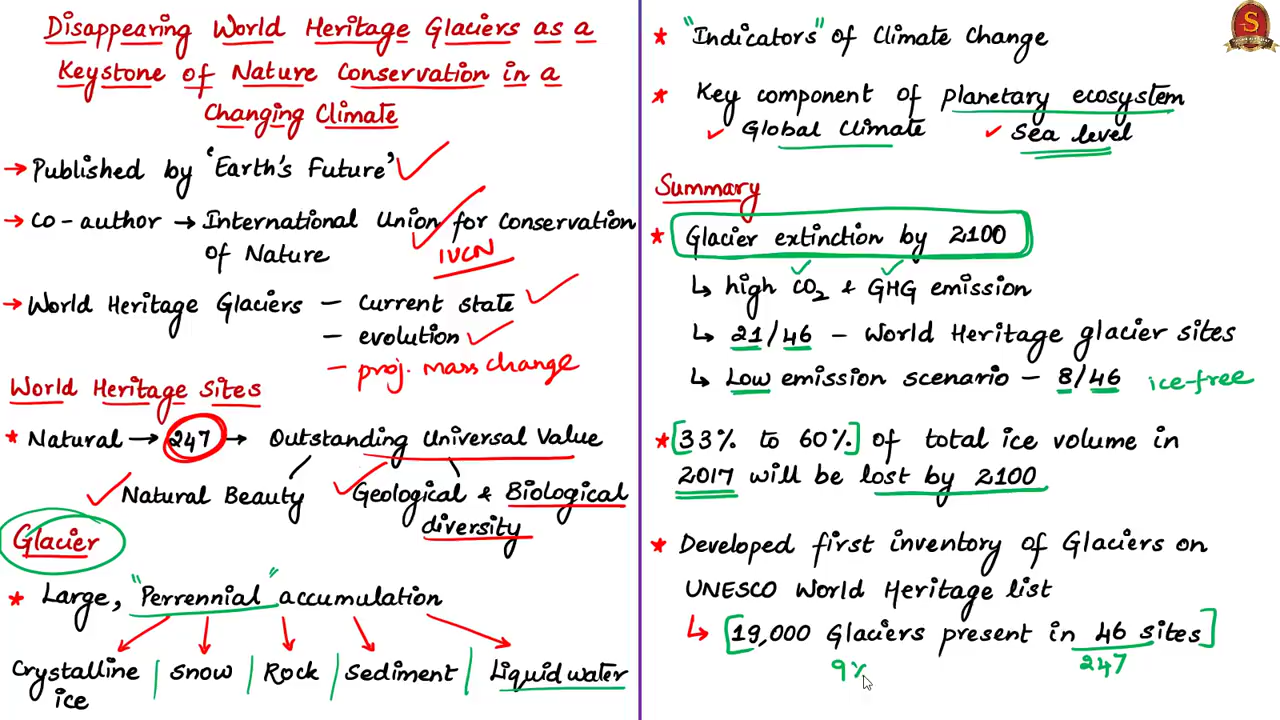 Disappearing World Heritage Glaciers as a
Keystone of Nature Conservation in a
Changing Climate
→ Published by 'Earth's Future'
→ Co-author → International Union for Conservation
of Nature
IUCN
→ World Heritage Glaciers - current state
- evolution
- proj. mass change
World Heritage Sites
* Natural → 247 → Outstanding Universal Value
Natural Beauty Geological & Biological
diversity
Glacier
* Large, "Perrennial" accumulation
Crystalline | Snow | Rock | Sediment | Liquid water
ice
* "Indicators" of Climate Change
* Key component of planetary ecosystem
Global Climate Sea level
Summary
* Glacier extinction by 2100
↳ high CO2 & GHG emission
↳ 21/46 - World Heritage glacier sites
↳ Low emission scenario - 8/46 ice-free
* [33% to 60%] of total ice volume in
2017 will be lost by 2100
* Developed first inventory of Glaciers on
UNESCO World Heritage list
↳ [19,000 Glaciers present in 46 sites]
9% 247
S